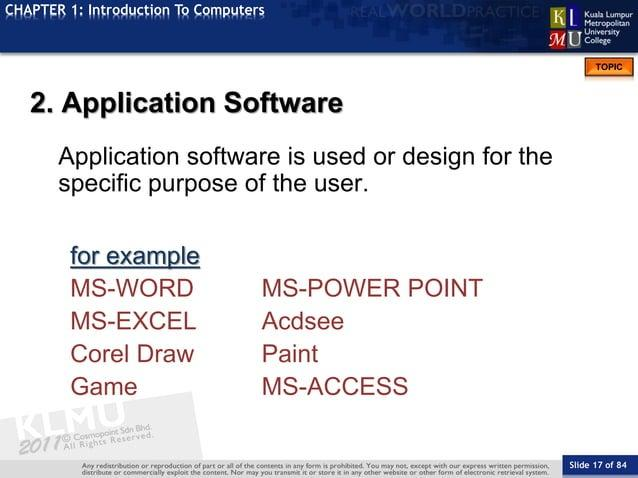 CHAPTER 1: Introduction To Computers
REALWORLDPRACTICE
KL
MU
Kuala Lumpur
Metropolitan
University
College
TOPIC
2. Application Software
Application software is used or design for the
specific purpose of the user.
for example
MS-WORD MS-POWER POINT
MS-EXCEL Acdsee
Corel Draw Paint
Game MS-ACCESS
KLMU
2011 © Cosmopoint Sdn Bhd.
All Rights Reserved.
Any redistribution or reproduction of part or all of the contents in any form is prohibited. You may not, except with our express written permission,
distribute or commercially exploit the content. Nor may you transmit it or store it in any other website or other form of electronic retrieval system.
Slide 17 of 84